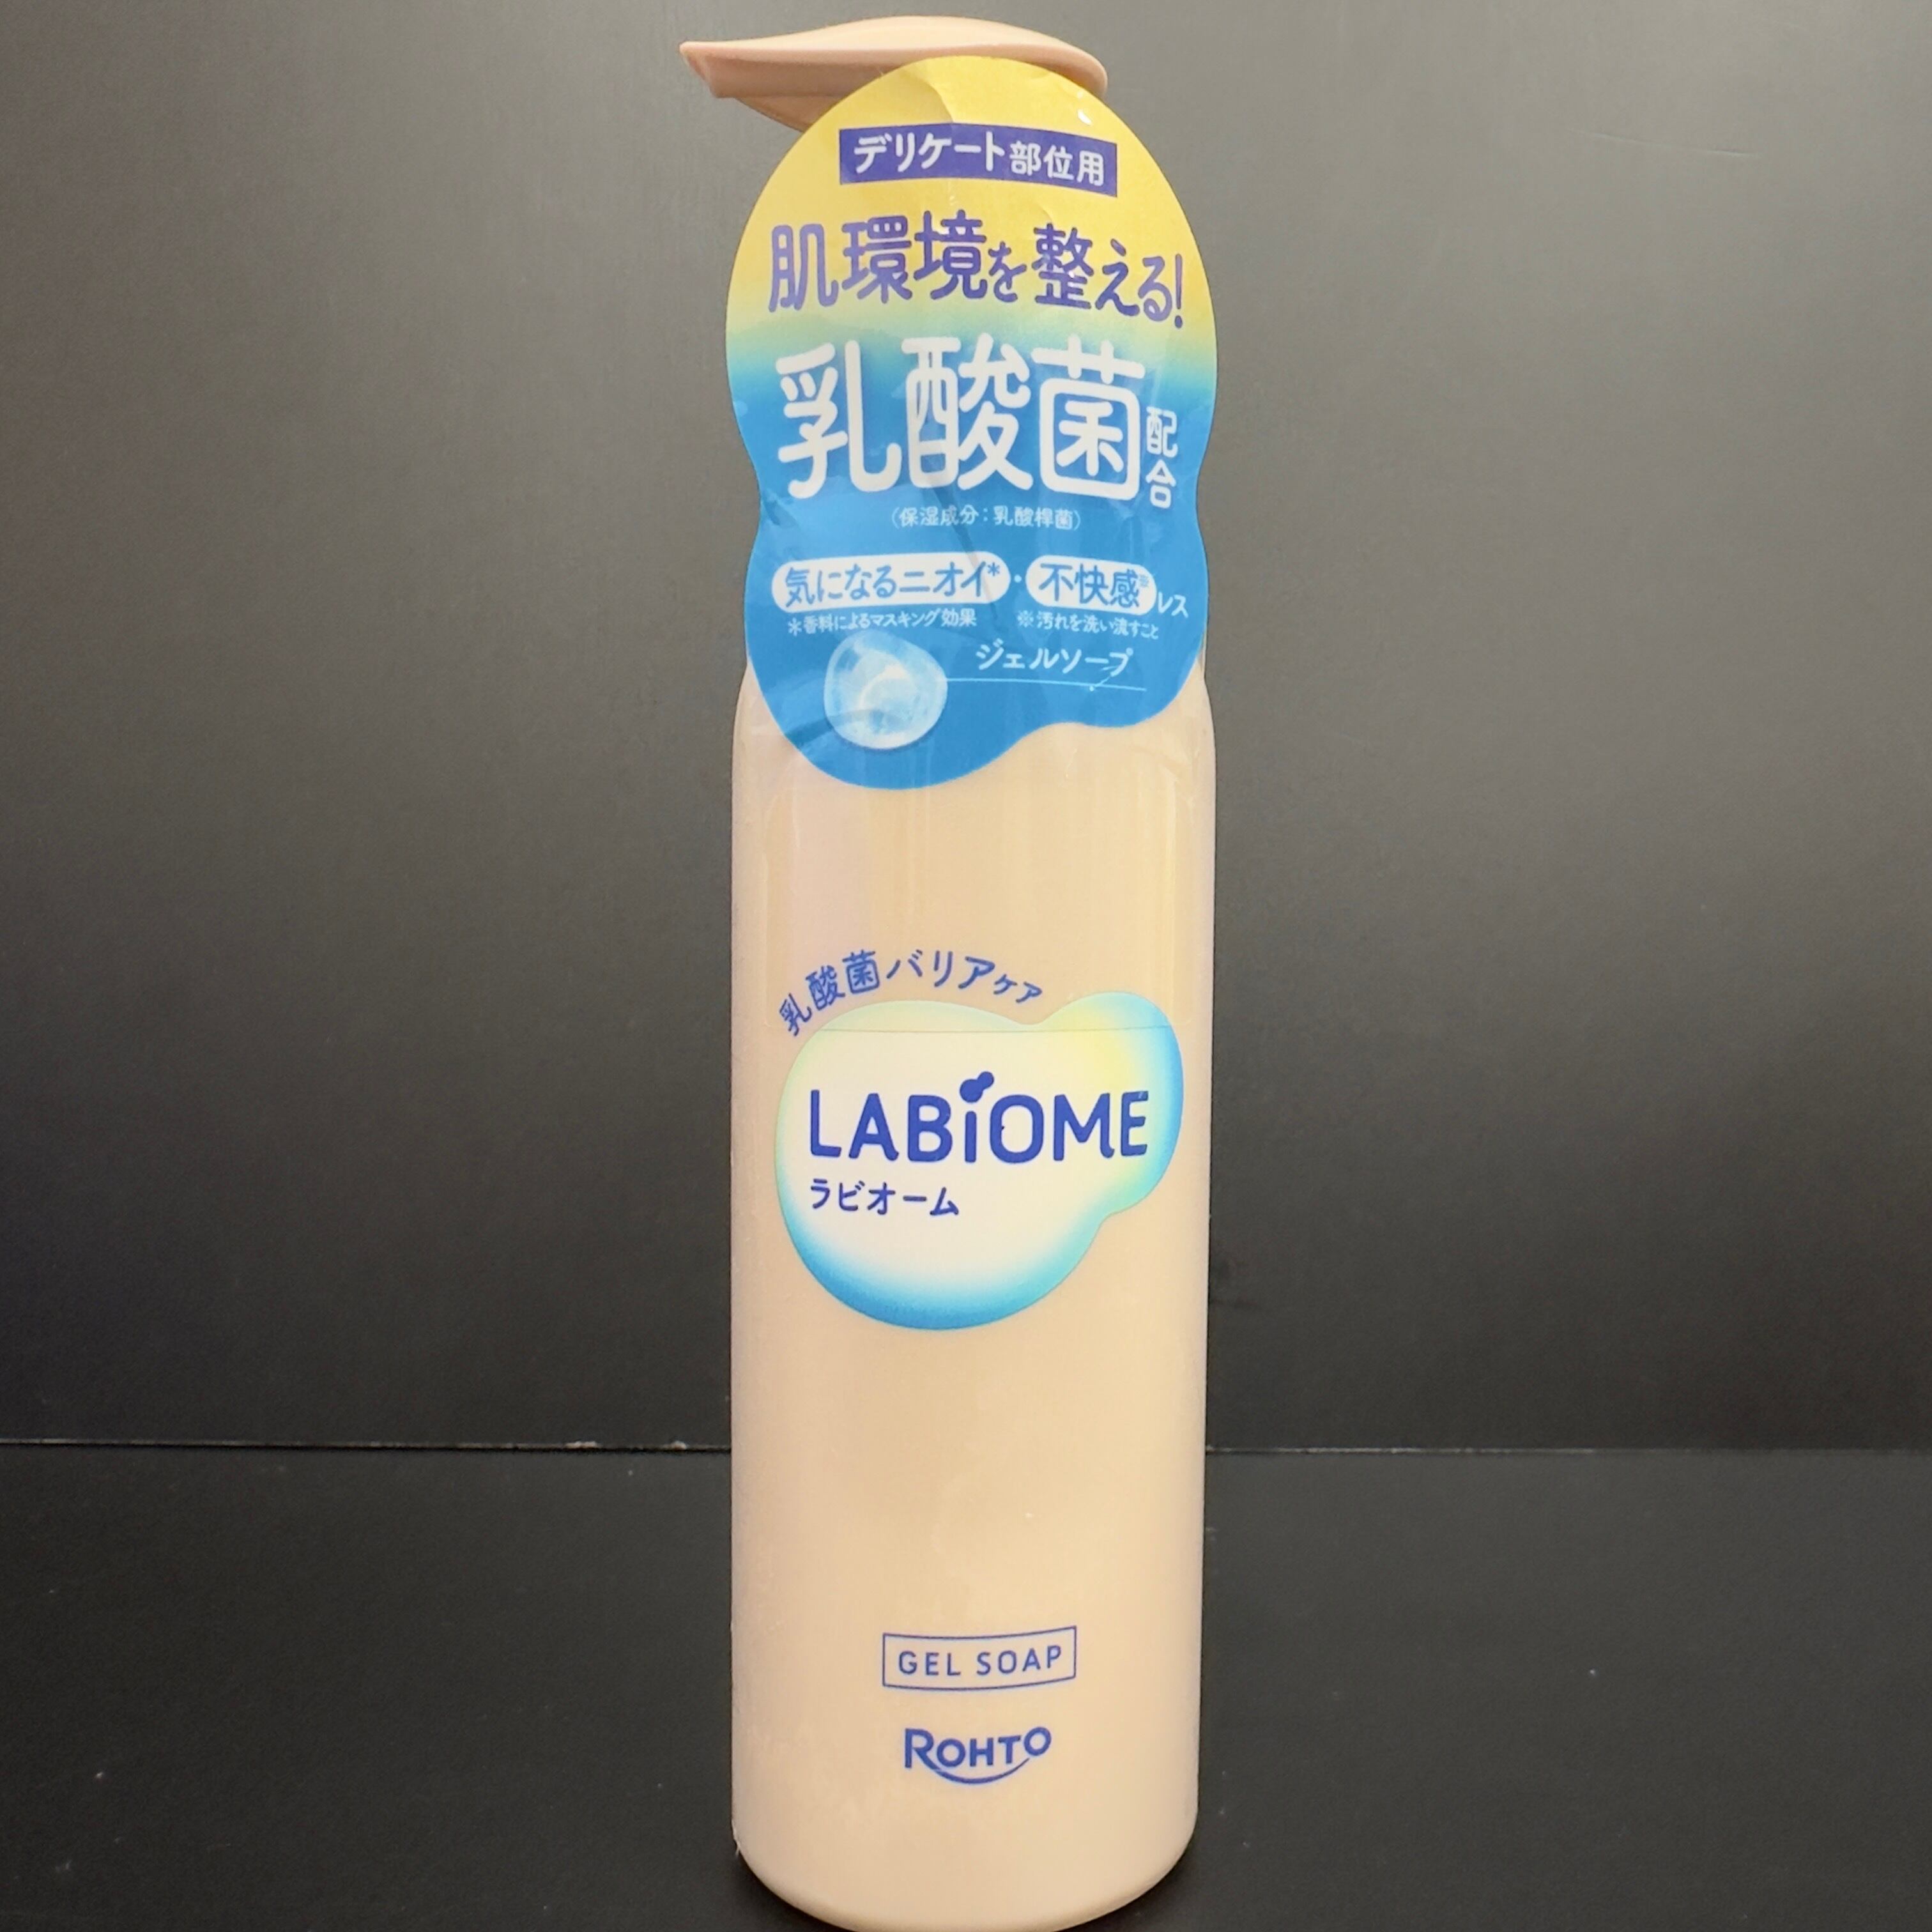 デリケート部位用
肌環境を整える!
乳酸菌配合
(保湿成分:乳酸桿菌)
気になるニオイ*・不快感※レス
*香料によるマスキング効果 ※汚れを洗い流すこと
ジェルソープ
乳酸菌バリアケア
LABiOME
ラビオーム
GEL SOAP
ROHTO